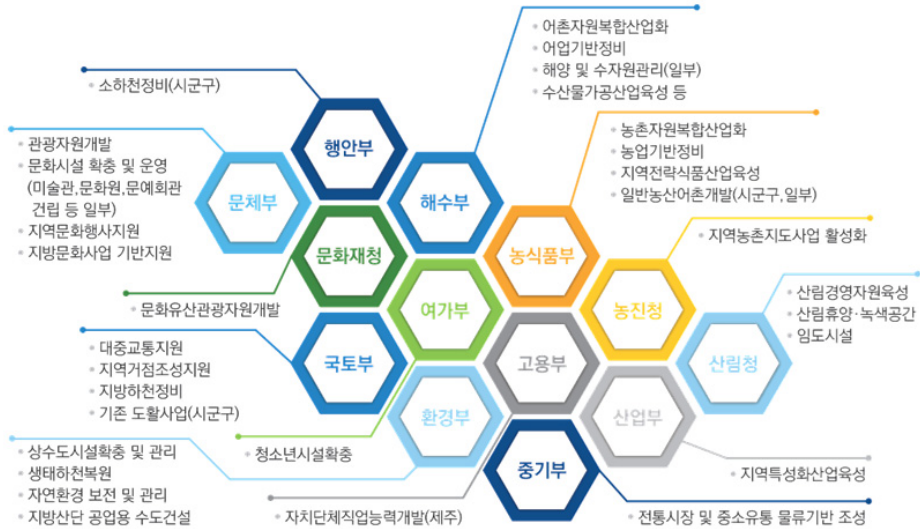 어촌자원복합산업화
어업기반정비
해양 및 수자원관리(일부)
수산물가공산업육성 등
소하천정비(시군구)
행안부
관광자원개발
문화시설 확충 및 운영
(미술관,문화원,문예회관
건립 등 일부)
지역문화행사지원
지방문화사업 기반지원
문체부
해수부
농촌자원복합산업화
농업기반정비
지역전략식품산업육성
일반농산어촌개발(시군구,일부)
문화재청
농식품부
지역농촌지도사업 활성화
문화유산관광자원개발
여가부
농진청
산림경영자원육성
산림휴양·녹색공간
임도시설
대중교통지원
지역거점조성지원
지방하천정비
기존 도활사업(시군구)
국토부
고용부
산림청
환경부
산업부
청소년시설확충
상수도시설확충 및 관리
생태하천복원
자연환경 보전 및 관리
지방산단 공업용 수도건설
중기부
지역특성화산업육성
자치단체직업능력개발(제주)
전통시장 및 중소유통 물류기반 조성